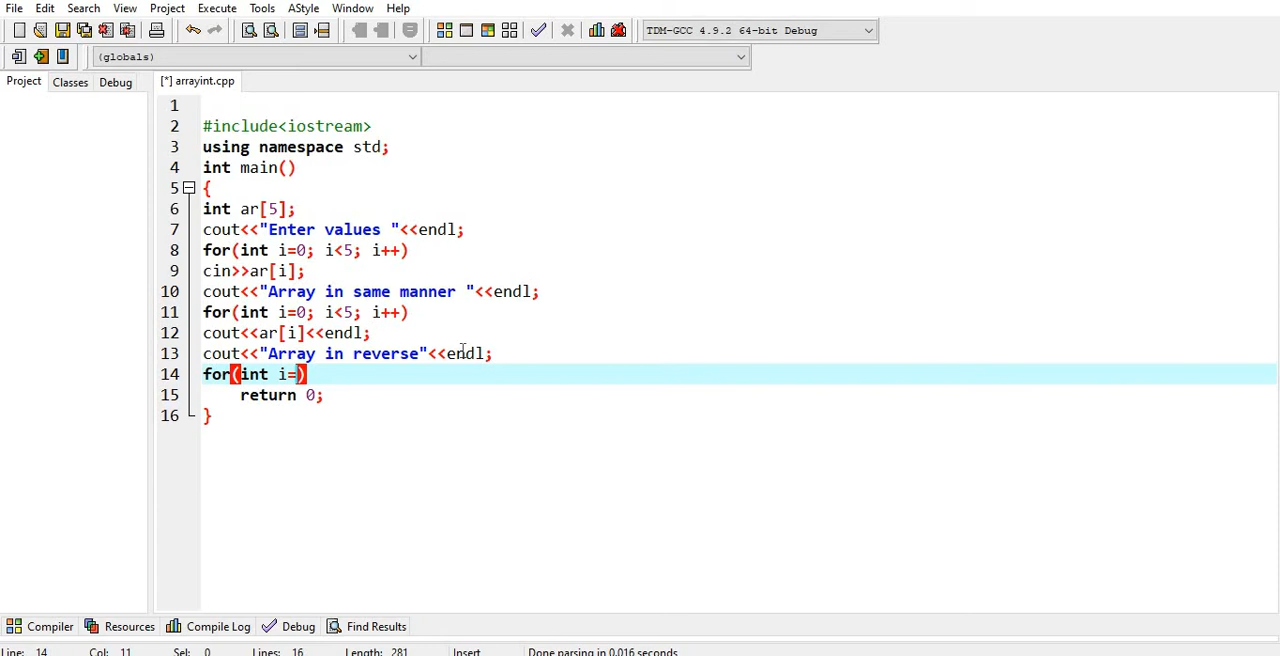 File Edit Search View Project Execute Tools AStyle Window Help
TDM-GCC 4.9.2 64-bit Debug
(globals)
Project Classes Debug [*] arrayint.cpp
1
2 #include<iostream>
3 using namespace std;
4 int main()
5 {
6 int ar[5];
7 cout<<"Enter values "<<endl;
8 for(int i=0; i<5; i++)
9 cin>>ar[i];
10 cout<<"Array in same manner "<<endl;
11 for(int i=0; i<5; i++)
12 cout<<ar[i]<<endl;
13 cout<<"Array in reverse"<<endl;
14 for(int i=)
15 return 0;
16 }
Compiler Resources Compile Log Debug Find Results
Line: 14 Col: 11 Sel: 0 Lines: 16 Length: 281 Insert Done parsing in 0.016 seconds